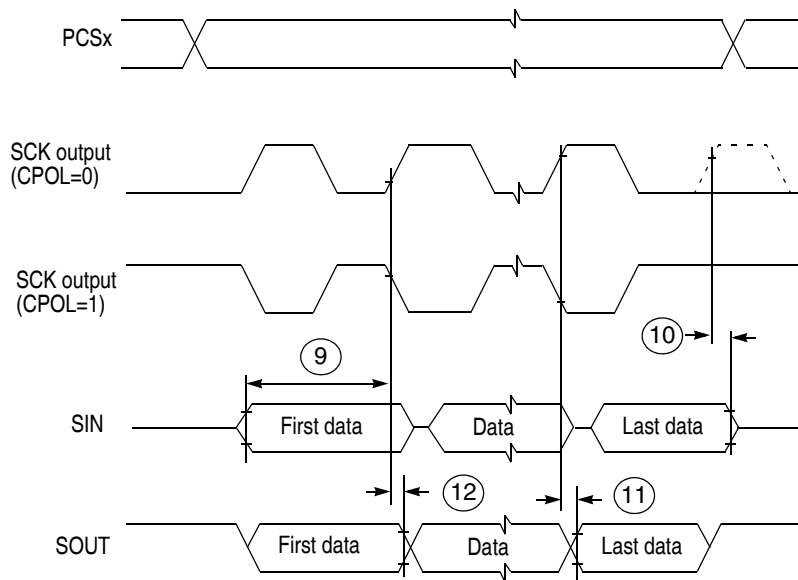 PCSx
SCK output
(CPOL=0)
SCK output
(CPOL=1)
10
9
SIN
First data
Data
Last data
12
11
SOUT
First data
Data
Last data